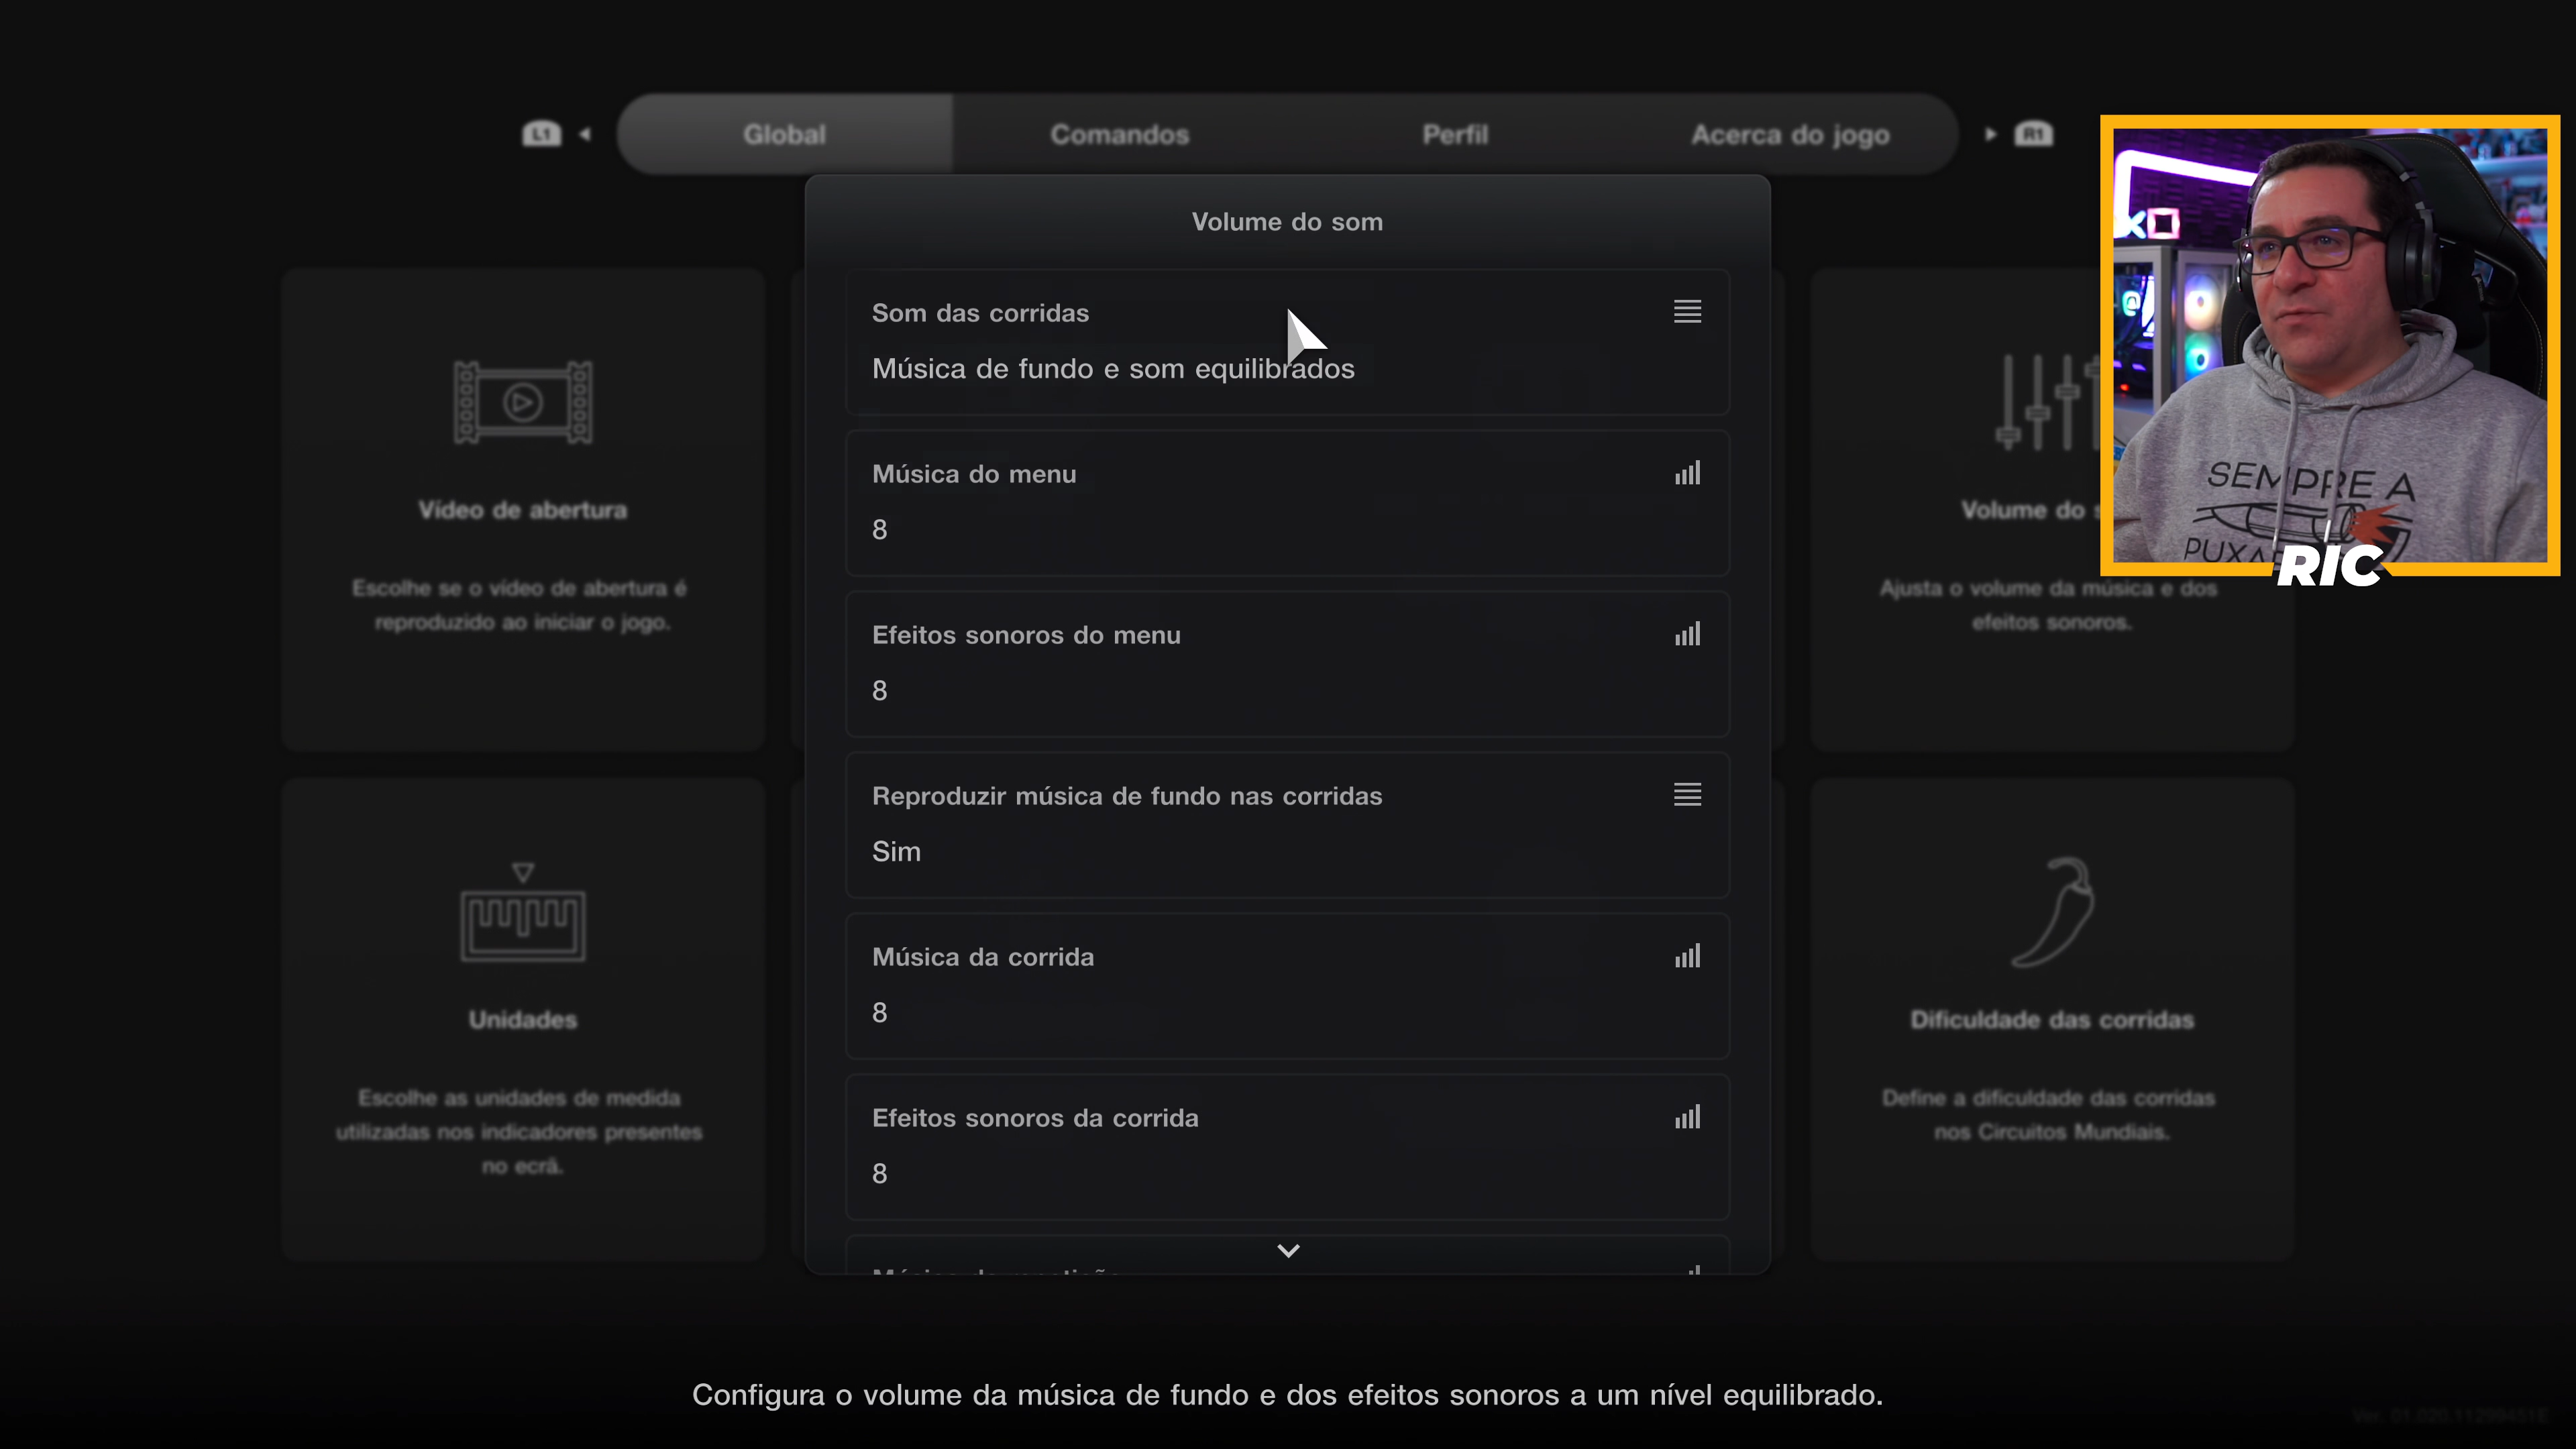 L1
Global
Comandos
Perfil
Acerca do jogo
R1
Volume do som
Som das corridas
Música de fundo e som equilibrados
Música do menu
8
Efeitos sonoros do menu
8
Reproduzir música de fundo nas corridas
Sim
Música da corrida
8
Efeitos sonoros da corrida
8
Vídeo de abertura
Escolhe se o vídeo de abertura é
reproduzido ao iniciar o jogo.
Unidades
Escolhe as unidades de medida
utilizadas nos indicadores presentes
no ecrã.
Volume do
Ajusta o volume da música e dos
efeitos sonoros.
Dificuldade das corridas
Define a dificuldade das corridas
nos Circuitos Mundiais.
SEMPRE A
RIC
Configura o volume da música de fundo e dos efeitos sonoros a um nível equilibrado.